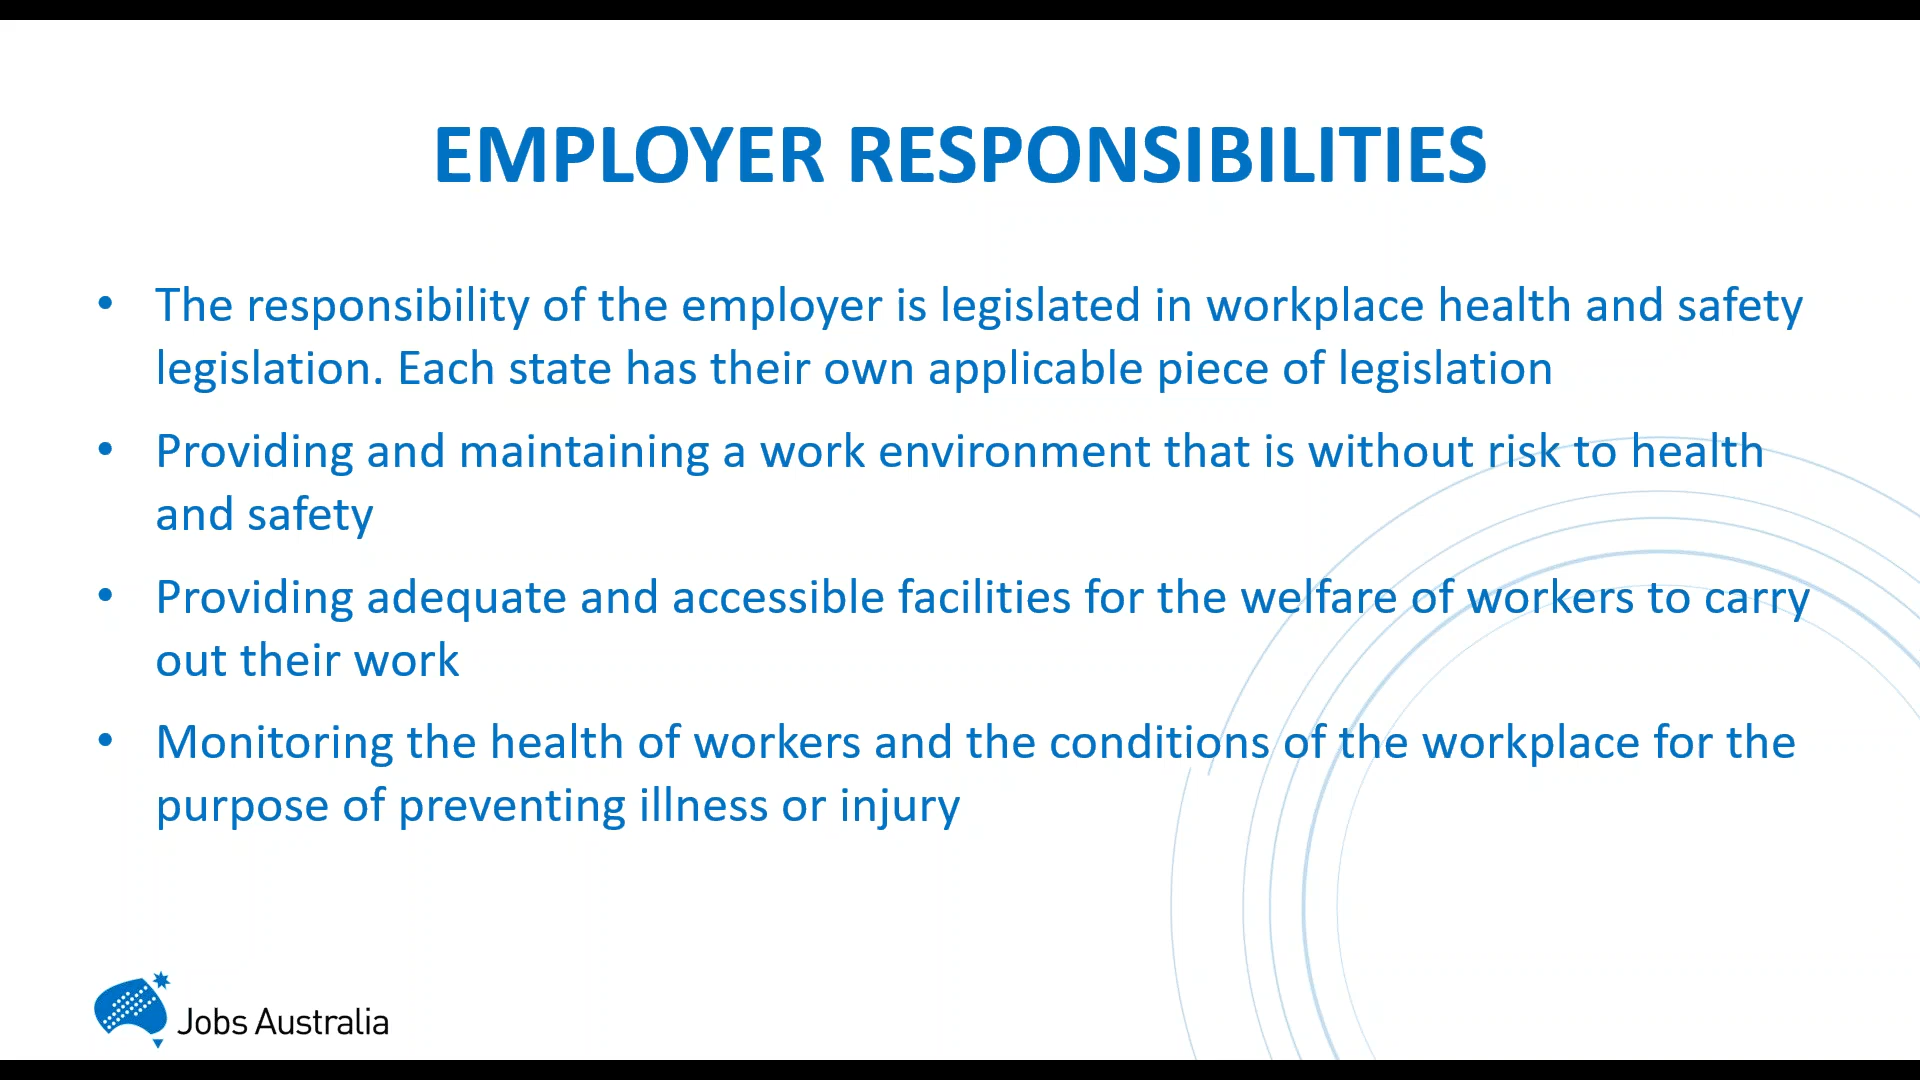 EMPLOYER RESPONSIBILITIES
• The responsibility of the employer is legislated in workplace health and safety
legislation. Each state has their own applicable piece of legislation
• Providing and maintaining a work environment that is without risk to health
and safety
• Providing adequate and accessible facilities for the welfare of workers to carry
out their work
• Monitoring the health of workers and the conditions of the workplace for the
purpose of preventing illness or injury
Jobs Australia